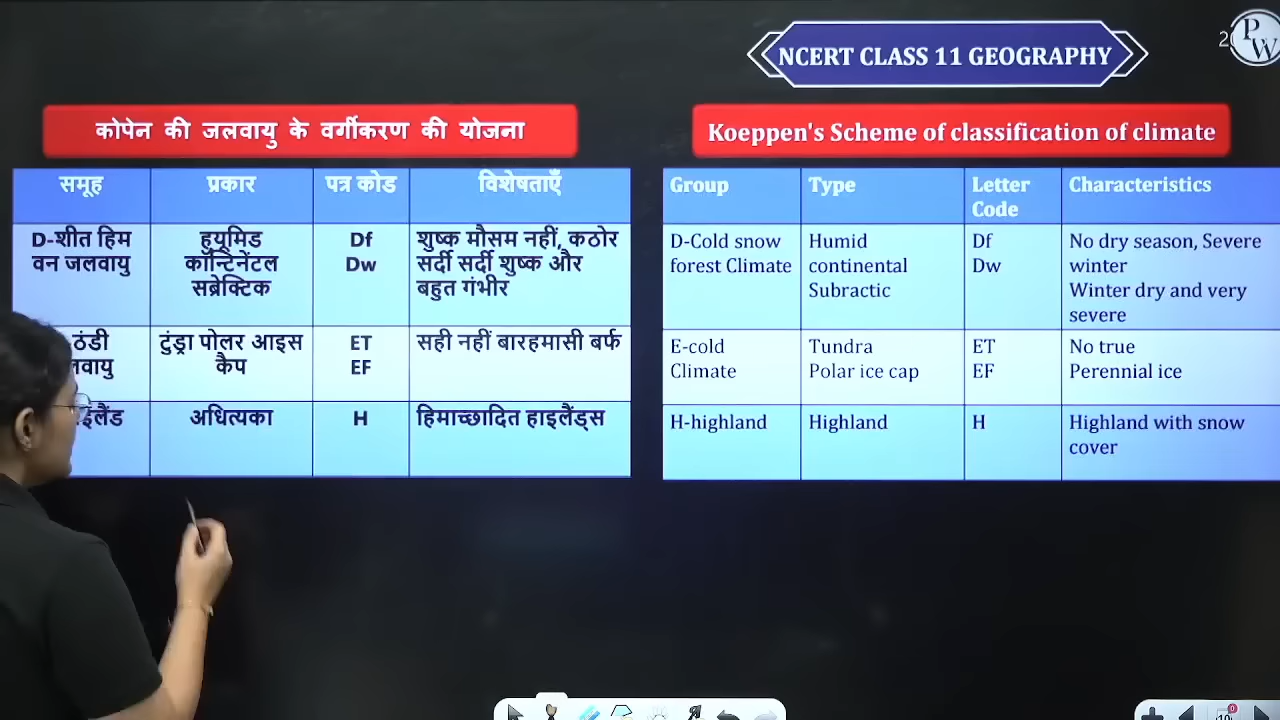 NCERT CLASS 11 GEOGRAPHY
2
PW
कोपेन की जलवायु के वर्गीकरण की योजना
समूह प्रकार पत्र कोड विशेषताएँ
D-शीत हिम हुयूमिड Df शुष्क मौसम नहीं, कठोर
वन जलवायु कॉन्टिनेंटल Dw सर्दी सर्दी शुष्क और
सब्रेक्टिक बहुत गंभीर
ठंडी टुंड्रा पोलर आइस ET सही नहीं बारहमासी बर्फ
कैप EF
अधित्यका H हिमाच्छादित हाइलैंड्स
Koeppen's Scheme of classification of climate
Group Type Letter Characteristics
Code
D-Cold snow Humid Df No dry season, Severe
forest Climate continental Dw winter
Subractic Winter dry and very
severe
E-cold Tundra ET No true
Climate Polar ice cap EF Perennial ice
H-highland Highland H Highland with snow
cover